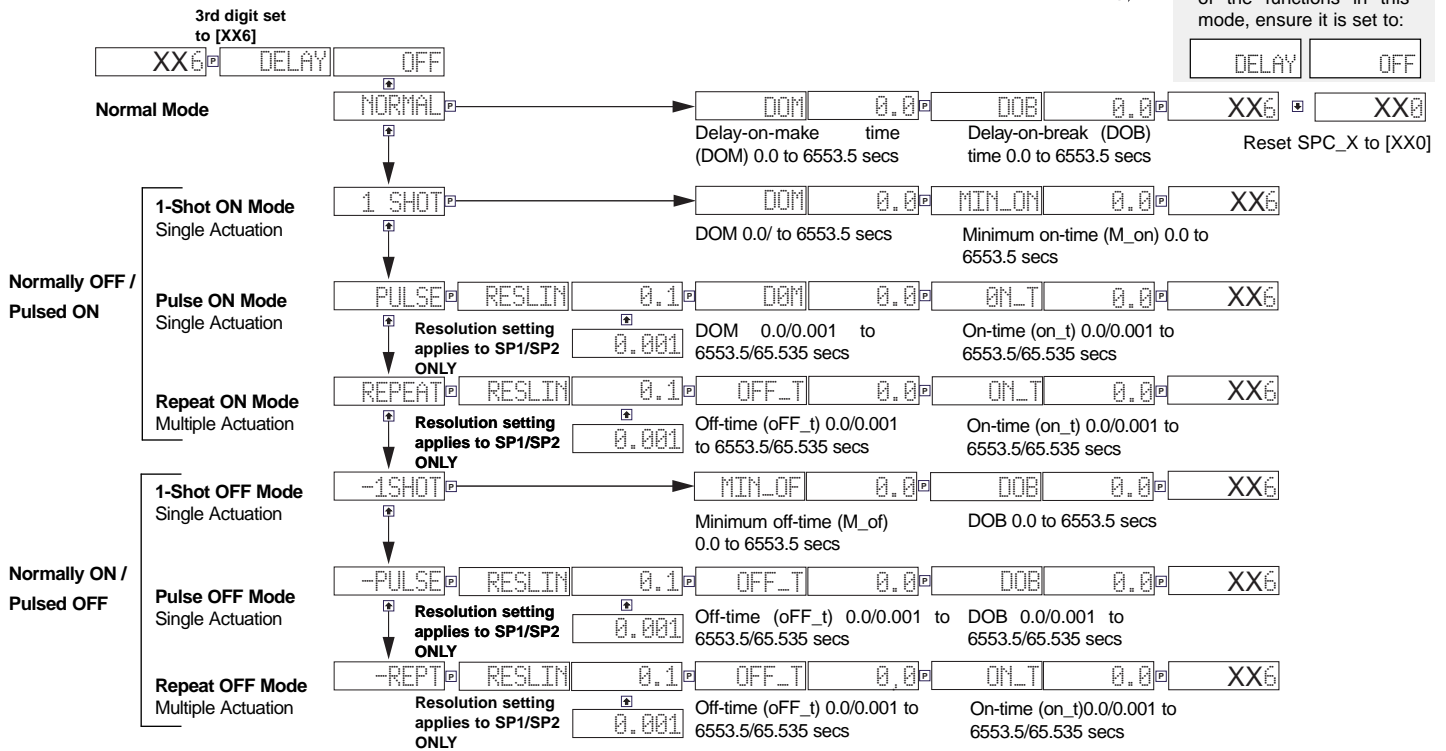 of the functions in this
mode, ensure it is set to:
DELAY OFF
3rd digit set
to [XX6]
XX6 P DELAY OFF
Normal Mode
NORMAL P DOM 0.0 P DOB 0.0 P XX6 XX0
Delay-on-make time
(DOM) 0.0 to 6553.5 secs
Delay-on-break (DOB)
time 0.0 to 6553.5 secs
Reset SPC_X to [XX0]
Normally OFF /
Pulsed ON
1-Shot ON Mode
Single Actuation
1 SHOT P DOM 0.0 P MIN_ON 0.0 P XX6
DOM 0.0/ to 6553.5 secs
Minimum on-time (M_on) 0.0 to
6553.5 secs
Pulse ON Mode
Single Actuation
PULSE P RESLIN 0.1 P D0M 0.0 P 0N_T 0.0 P XX6
Resolution setting
applies to SP1/SP2
ONLY
0.001
DOM 0.0/0.001 to
6553.5/65.535 secs
On-time (on_t) 0.0/0.001 to
6553.5/65.535 secs
Repeat ON Mode
Multiple Actuation
REPEAT P RESLIN 0.1 P OFF_T 0.0 P ON_T 0.0 P XX6
Resolution setting
applies to SP1/SP2
ONLY
0.001
Off-time (oFF_t) 0.0/0.001
to 6553.5/65.535 secs
On-time (on_t) 0.0/0.001 to
6553.5/65.535 secs
Normally ON /
Pulsed OFF
1-Shot OFF Mode
Single Actuation
-1SHOT P MIN_OF 0.0 P DOB 0.0 P XX6
Minimum off-time (M_of)
0.0 to 6553.5 secs
DOB 0.0 to 6553.5 secs
Pulse OFF Mode
Single Actuation
-PULSE P RESLIN 0.1 P OFF_T 0.0 P DOB 0.0 P XX6
Resolution setting
applies to SP1/SP2
ONLY
0.001
Off-time (oFF_t) 0.0/0.001 to
6553.5/65.535 secs
DOB 0.0/0.001 to
6553.5/65.535 secs
Repeat OFF Mode
Multiple Actuation
-REPT P RESLIN 0.1 P OFF_T 0,0 P ON_T 0.0 P XX6
Resolution setting
applies to SP1/SP2
ONLY
0.001
Off-time (oFF_t) 0.0/0.001 to
6553.5/65.535 secs
On-time (on_t)0.0/0.001 to
6553.5/65.535 secs